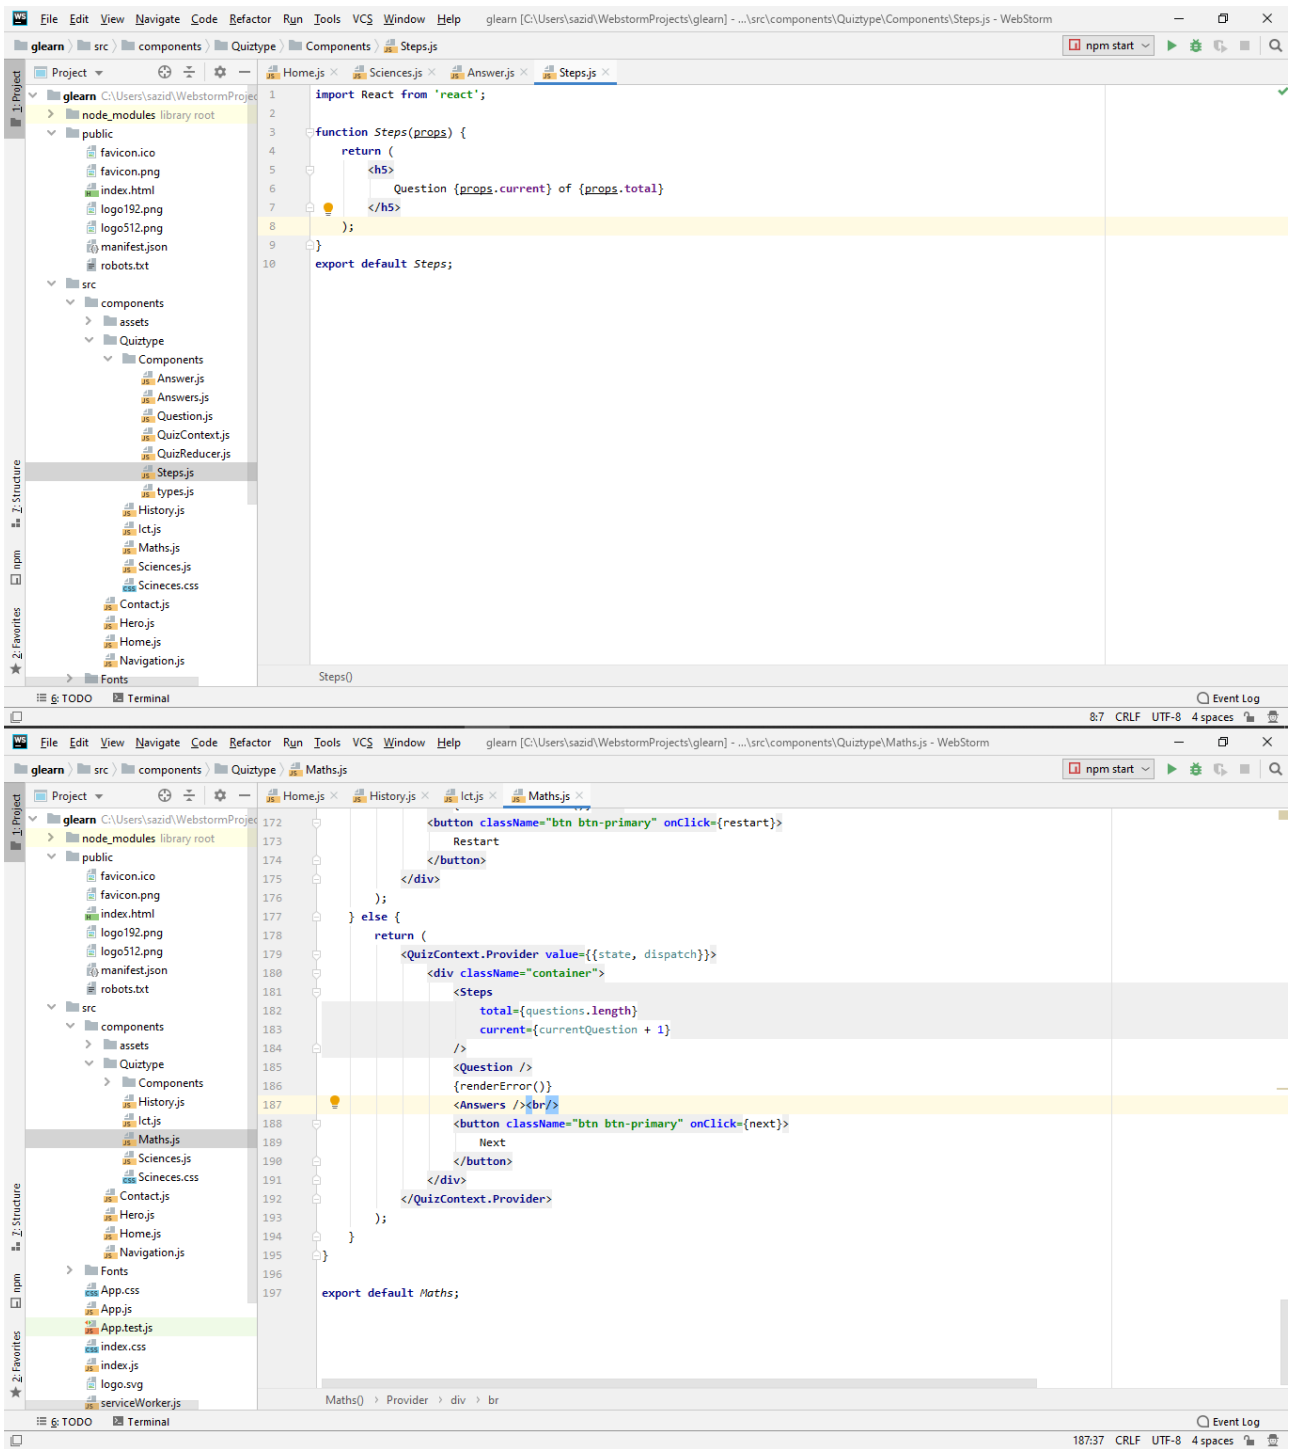 WS File Edit View Navigate Code Refactor Run Tools VCS Window Help glearn [C:\Users\sazid\WebstormProjects\glearn] - ...\src\components\Quiztype\Components\Steps.js - WebStorm
glearn src components Quiztype Components Steps.js npm start
Project Home.js Sciences.js Answer.js Steps.js
1: Project
7: Structure
npm
2: Favorites
glearn C:\Users\sazid\WebstormProjec
node_modules library root
public
favicon.ico
favicon.png
index.html
logo192.png
logo512.png
manifest.json
robots.txt
src
components
assets
Quiztype
Components
Answer.js
Answers.js
Question.js
QuizContext.js
QuizReducer.js
Steps.js
types.js
History.js
Ict.js
Maths.js
Sciences.js
Scineces.css
Contact.js
Hero.js
Home.js
Navigation.js
Fonts
1 import React from 'react';
2
3 function Steps(props) {
4 return (
5 <h5>
6 Question {props.current} of {props.total}
7 </h5>
8 );
9 }
10 export default Steps;
Steps()
6: TODO Terminal Event Log
8:7 CRLF UTF-8 4 spaces
WS File Edit View Navigate Code Refactor Run Tools VCS Window Help glearn [C:\Users\sazid\WebstormProjects\glearn] - ...\src\components\Quiztype\Maths.js - WebStorm
glearn src components Quiztype Maths.js npm start
Project Home.js History.js Ict.js Maths.js
1: Project
7: Structure
npm
2: Favorites
glearn C:\Users\sazid\WebstormProjec
node_modules library root
public
favicon.ico
favicon.png
index.html
logo192.png
logo512.png
manifest.json
robots.txt
src
components
assets
Quiztype
Components
History.js
Ict.js
Maths.js
Sciences.js
Scineces.css
Contact.js
Hero.js
Home.js
Navigation.js
Fonts
App.css
App.js
App.test.js
index.css
index.js
logo.svg
serviceWorker.js
172 <button className="btn btn-primary" onClick={restart}>
173 Restart
174 </button>
175 </div>
176 );
177 } else {
178 return (
179 <QuizContext.Provider value={{state, dispatch}}>
180 <div className="container">
181 <Steps
182 total={questions.length}
183 current={currentQuestion + 1}
184 />
185 <Question />
186 {renderError()}
187 <Answers /><br/>
188 <button className="btn btn-primary" onClick={next}>
189 Next
190 </button>
191 </div>
192 </QuizContext.Provider>
193 );
194 }
195 }
196
197 export default Maths;
Maths() Provider div br
6: TODO Terminal Event Log
187:37 CRLF UTF-8 4 spaces